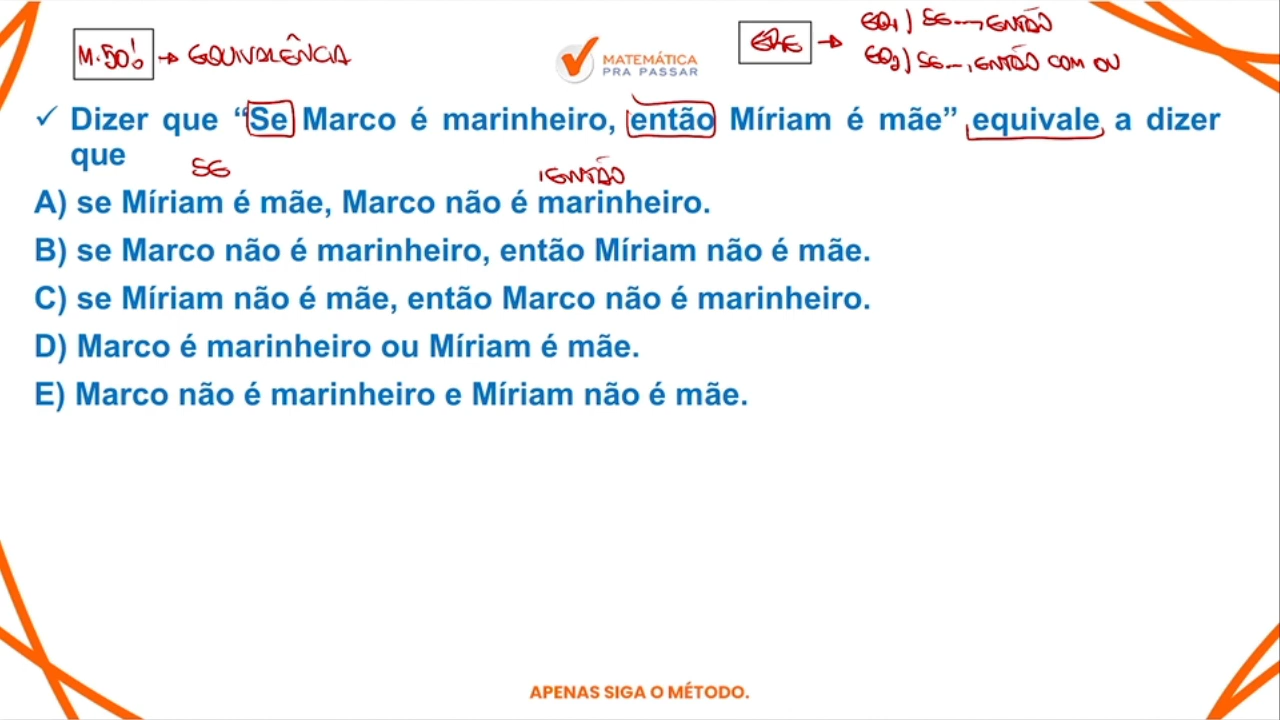 M.50! → EQUIVALÊNCIA
MATEMÁTICA
PRA PASSAR
→ EQ1) SE..., ENTÃO
EQ2) SE..., ENTÃO COM OU
✓ Dizer que “Se Marco é marinheiro, então Míriam é mãe” equivale a dizer
que
SE , ENTÃO
A) se Míriam é mãe, Marco não é marinheiro.
B) se Marco não é marinheiro, então Míriam não é mãe.
C) se Míriam não é mãe, então Marco não é marinheiro.
D) Marco é marinheiro ou Míriam é mãe.
E) Marco não é marinheiro e Míriam não é mãe.
APENAS SIGA O MÉTODO.